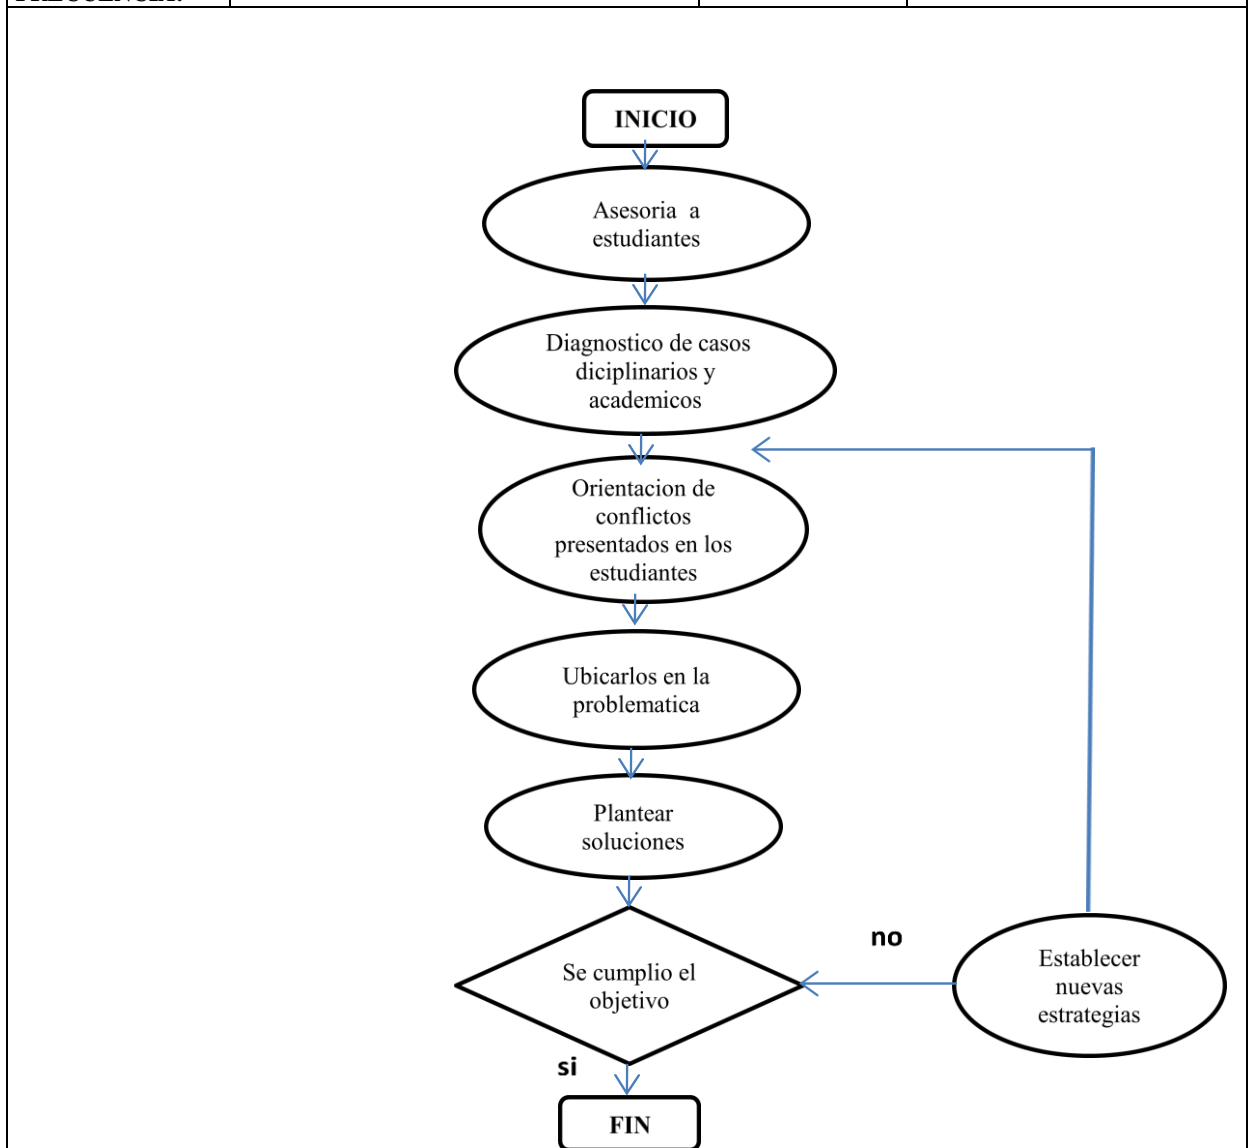 INICIO
Asesoria a
estudiantes
Diagnostico de casos
diciplinarios y
academicos
Orientacion de
conflictos
presentados en los
estudiantes
Ubicarlos en la
problematica
Plantear
soluciones
no
Se cumplio el
objetivo
Establecer
nuevas
estrategias
si
FIN